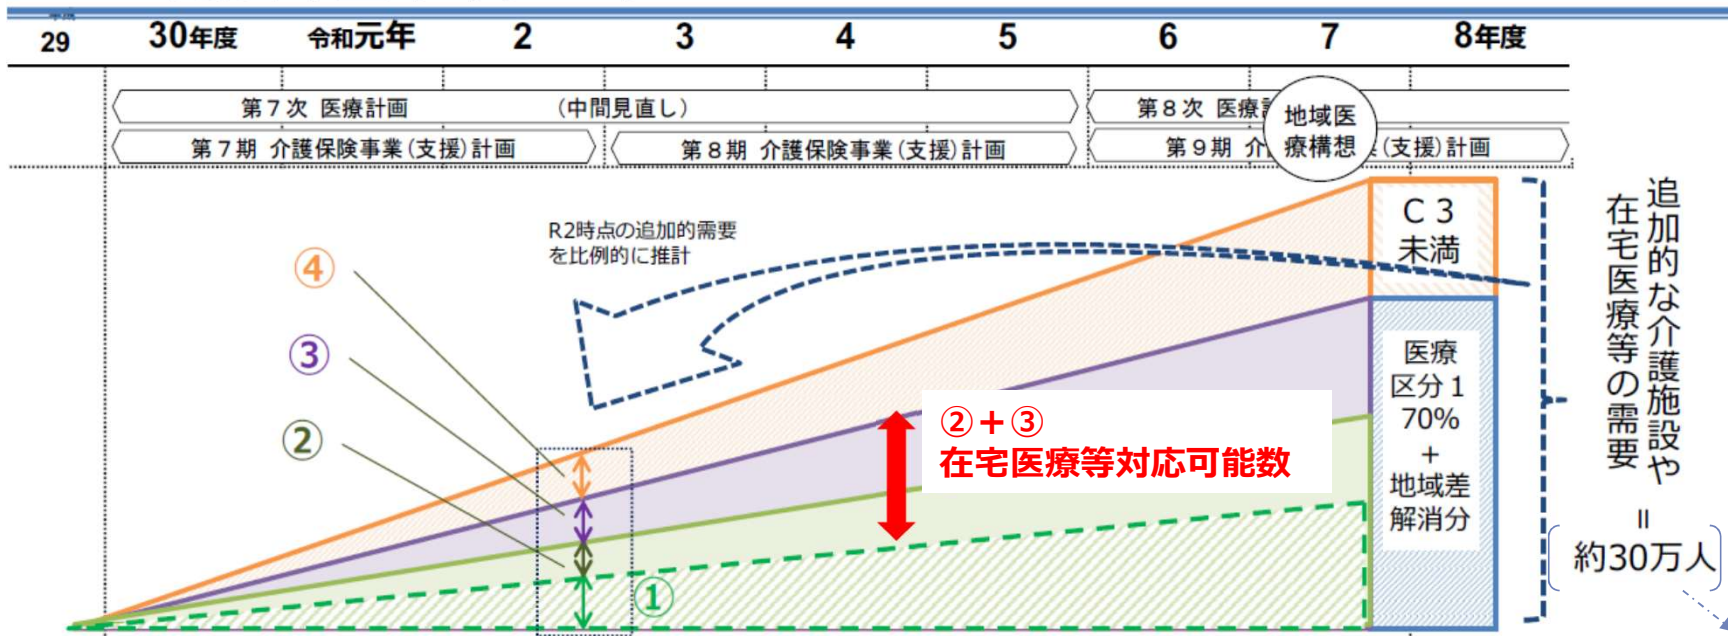 29
30年度
令和元年
2
3
4
5
6
7
8年度
第7次 医療計画 (中間見直し)
第8次 医療計
第7期 介護保険事業(支援)計画
第8期 介護保険事業(支援)計画
第9期 介
(支援)計画
地域医
療構想
R2時点の追加的需要
を比例的に推計
④
③
②
①
②+③
在宅医療等対応可能数
C3
未満
医療
区分1
70%
+
地域差
解消分
追加的な介護施設や
在宅医療等の需要
=
約30万人